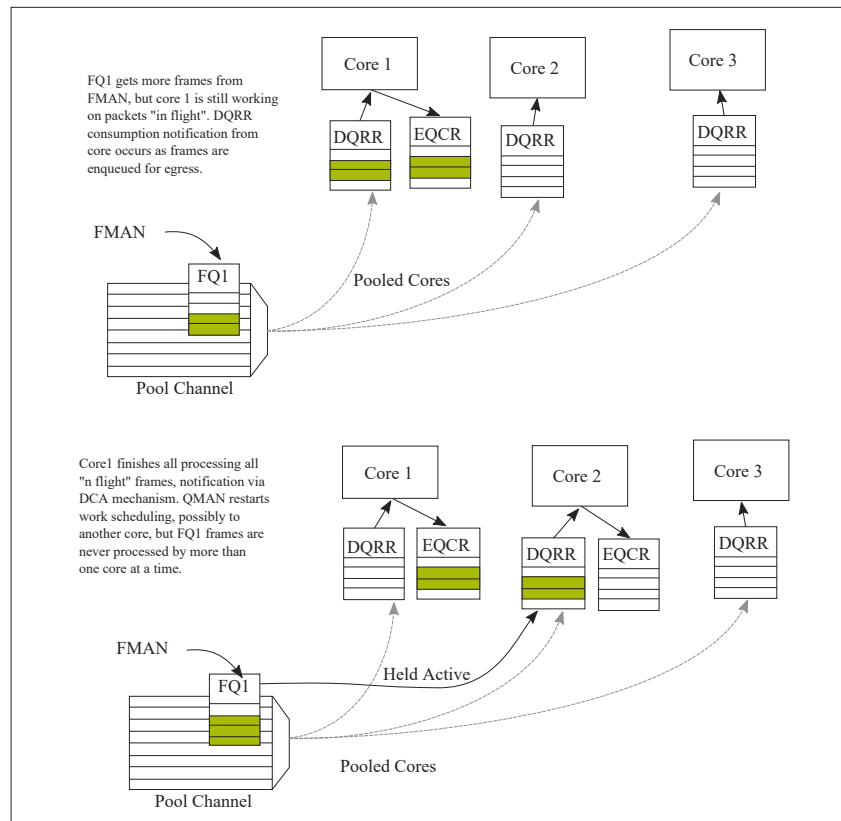 FQ1 gets more frames from
FMAN, but core 1 is still working
on packets "in flight". DQRR
consumption notification from
core occurs as frames are
enqueued for egress.
Core 1
Core 2
Core 3
DQRR
EQCR
DQRR
DQRR
FMAN
FQ1
Pooled Cores
Pool Channel
Core1 finishes all processing all
"n flight" frames, notification via
DCA mechanism. QMAN restarts
work scheduling, possibly to
another core, but FQ1 frames are
never processed by more than
one core at a time.
Core 1
Core 2
Core 3
DQRR
EQCR
DQRR
EQCR
DQRR
FMAN
FQ1
Held Active
Pooled Cores
Pool Channel